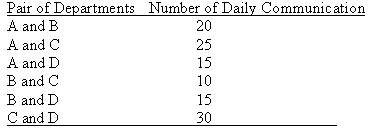 Pair of Departments Number of Daily Communication
A and B 20
A and C 25
A and D 15
B and C 10
B and D 15
C and D 30